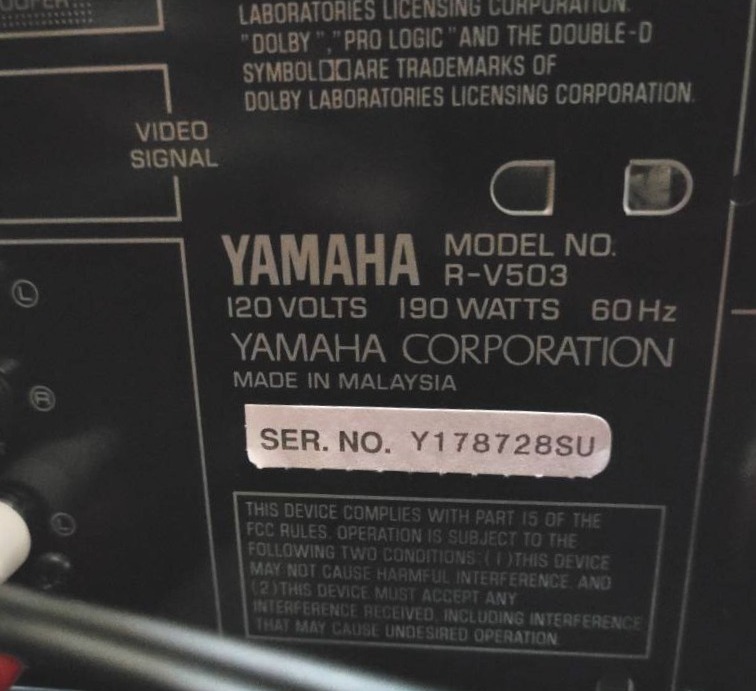 LABORATORIES LICENSING CORPORATION.
"DOLBY", "PRO LOGIC" AND THE DOUBLE-D
SYMBOL ARE TRADEMARKS OF
DOLBY LABORATORIES LICENSING CORPORATION.
VIDEO
SIGNAL
YAMAHA MODEL NO.
R-V503
120 VOLTS 190 WATTS 60 Hz
YAMAHA CORPORATION
MADE IN MALAYSIA
SER. NO. Y178728SU
THIS DEVICE COMPLIES WITH PART 15 OF THE
FCC RULES. OPERATION IS SUBJECT TO THE
FOLLOWING TWO CONDITIONS: (1) THIS DEVICE
MAY NOT CAUSE HARMFUL INTERFERENCE, AND
(2) THIS DEVICE MUST ACCEPT ANY
INTERFERENCE RECEIVED, INCLUDING INTERFERENCE
THAT MAY CAUSE UNDESIRED OPERATION.
L
R
L